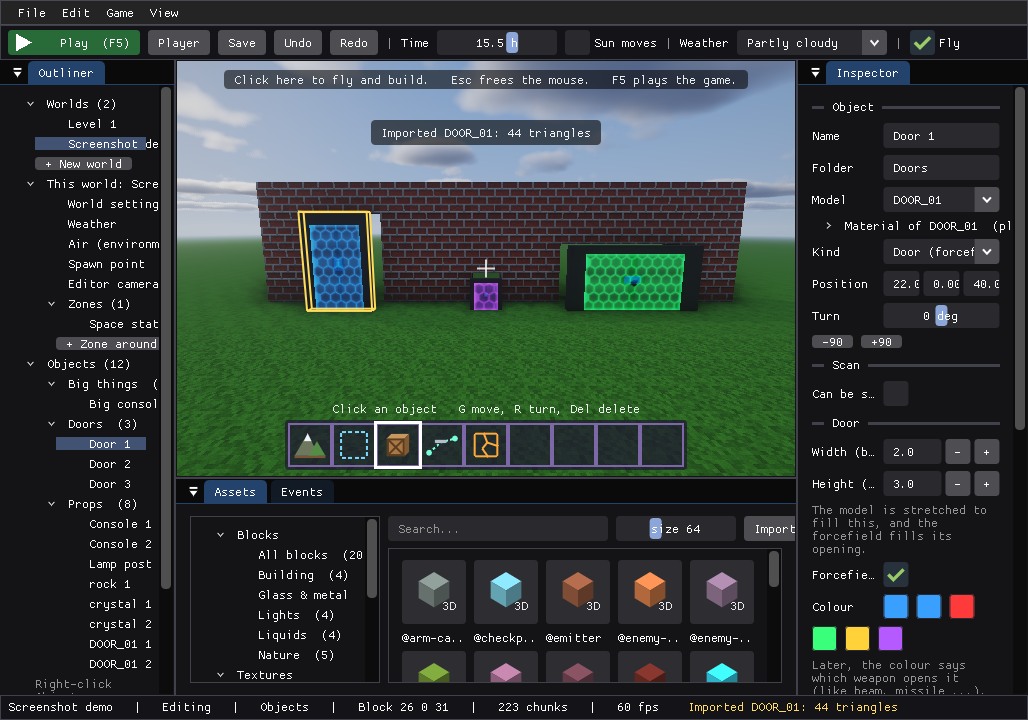 File Edit Game View
Play (F5) Player Save Undo Redo | Time 15.5 h Sun moves | Weather Partly cloudy | Fly
Outliner
Worlds (2)
Level 1
Screenshot de
+ New world
This world: Scre
World setting
Weather
Air (environm
Spawn point
Editor camera
Zones (1)
Space stat
+ Zone around
Objects (12)
Big things (
Big consol
Doors (3)
Door 1
Door 2
Door 3
Props (8)
Console 1
Console 2
Lamp post
rock 1
crystal 1
crystal 2
DOOR_01 1
DOOR_01 2
Right-click
Click here to fly and build. Esc frees the mouse. F5 plays the game.
Imported DOOR_01: 44 triangles
Click an object G move, R turn, Del delete
Assets Events
Blocks
All blocks (20
Building (4)
Glass & metal
Lights (4)
Liquids (4)
Nature (5)
Textures
Search... size 64 Import
3D 3D 3D 3D 3D
@arm-ca.. @checkp.. @emitter @enemy-.. @enemy-..
Inspector
Object
Name Door 1
Folder Doors
Model DOOR_01
Material of DOOR_01 (pl
Kind Door (forcef
Position 22.0 0.00 40.0
Turn 0 deg
-90 +90
Scan
Can be s…
Door
Width (b… 2.0 - +
Height (… 3.0 - +
The model is stretched to
fill this, and the
forcefield fills its
opening.
Forcefie…
Colour
Later, the colour says
which weapon opens it
(like beam, missile ...).
Screenshot demo | Editing | Objects | Block 26 0 31 | 223 chunks | 60 fps Imported DOOR_01: 44 triangles